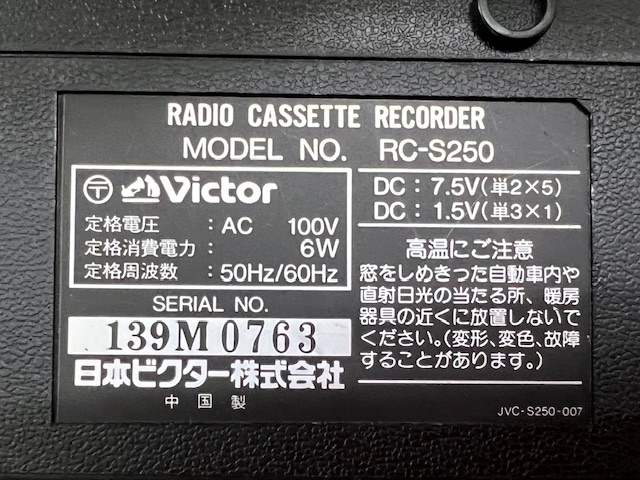 RADIO CASSETTE RECORDER
MODEL NO. RC-S250
〶 Victor
定格電圧 : AC 100V
定格消費電力 : 6W
定格周波数 : 50Hz/60Hz
SERIAL NO.
139M0763
日本ビクター株式会社
中国製
DC : 7.5V(単2×5)
DC : 1.5V(単3×1)
高温にご注意
窓をしめきった自動車内や
直射日光の当たる所、暖房
器具の近くに放置しないで
ください。(変形、変色、故障
することがあります。)
JVC-S250-007